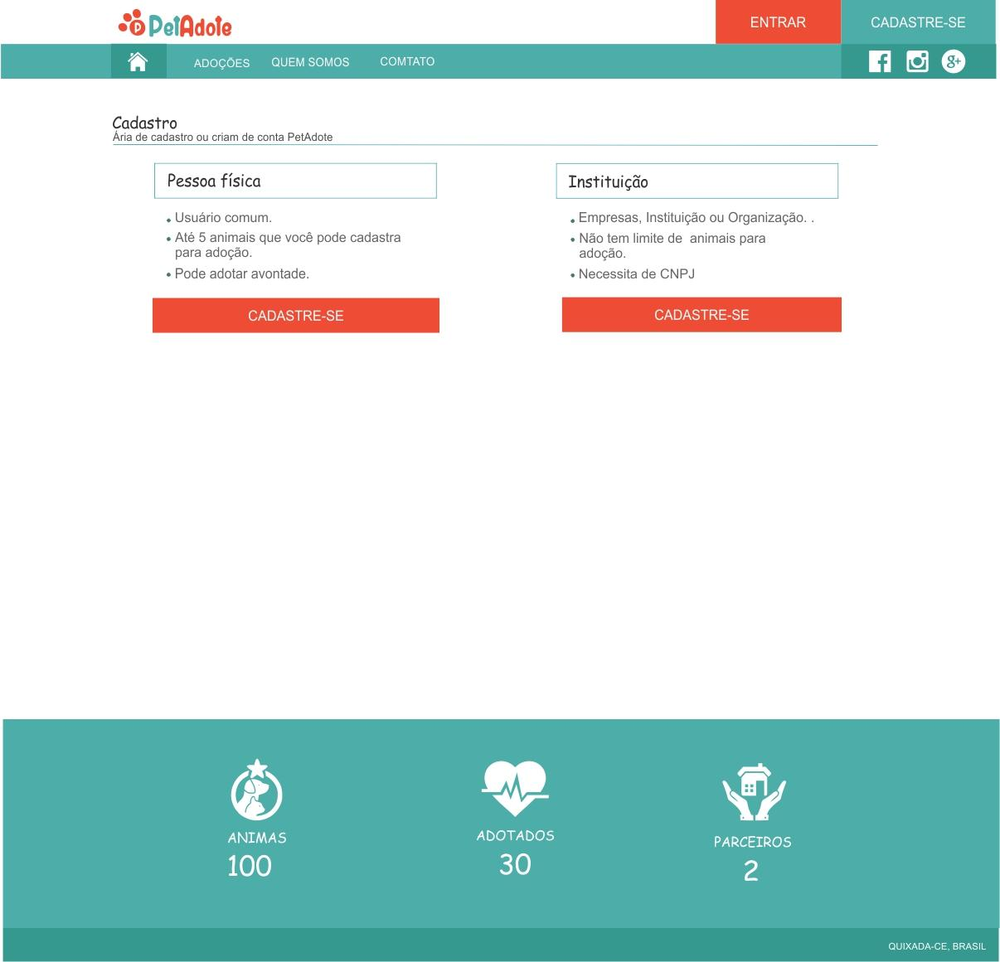 PetAdote
ENTRAR
CADASTRE-SE
ADOÇÕES
QUEM SOMOS
COMTATO
Cadastro
Ária de cadastro ou criam de conta PetAdote
Pessoa física
Usuário comum.
Até 5 animais que você pode cadastra
para adoção.
Pode adotar avontade.
CADASTRE-SE
Instituição
Empresas, Instituição ou Organização. .
Não tem limite de  animais para
adoção.
Necessita de CNPJ
CADASTRE-SE
ANIMAS
100
ADOTADOS
30
PARCEIROS
2
QUIXADA-CE, BRASIL